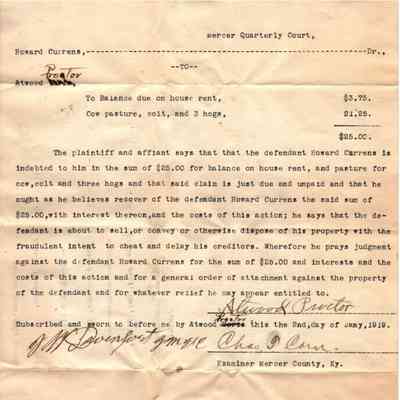 Mercer Quarterly Court,
Howard Currens,------------------------------------------------Dr.,
--TO--
Proctor
Atwood
To Balance due on house rent, $3.75.
Cow pasture, colt, and 3 hogs, 21.25.
$25.00.
The plaintiff and affiant says that that the defendant Howard Currens is
indebted to him in the sum of $25.00 for balance on house rent, and pasture for
cow,colt and three hogs and that said claim is just due and unpaid and that he
ought as he believes recover of the defendant Howard Currens the said sum of
$25.00,with interest thereon,and the costs of this action; he says that the de-
fendant is about to sell,or convey or otherwise dispose of his property with the
fraudulent intent to cheat and delay his creditors. Wherefore he prays judgment
against the defendant Howard Currens for the sum of $25.00 and interests and the
costs of this action and for a general order of attachment against the property
of the defendant and for whatever relief he may appear entitled to.
Atwood Proctor
Proctor
Subscribed and sworn to before me by Atwood this the 2nd,day of Jany,1919.
Chas
Examiner Mercer County, Ky.